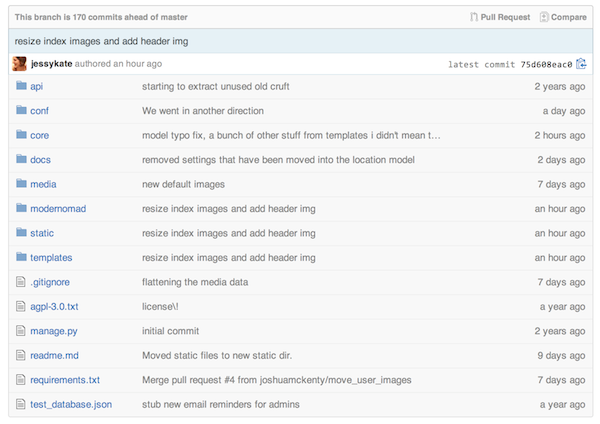 This branch is 170 commits ahead of master Pull Request Compare
resize index images and add header img
jessykate authored an hour ago latest commit 75d608eac0
api starting to extract unused old cruft 2 years ago
conf We went in another direction a day ago
core model typo fix, a bunch of other stuff from templates i didn't mean t… 2 hours ago
docs removed settings that have been moved into the location model 2 days ago
media new default images 7 days ago
modernomad resize index images and add header img an hour ago
static resize index images and add header img an hour ago
templates resize index images and add header img an hour ago
.gitignore flattening the media data 7 days ago
agpl-3.0.txt license\! a year ago
manage.py initial commit 2 years ago
readme.md Moved static files to new static dir. 9 days ago
requirements.txt Merge pull request #4 from joshuamckenty/move_user_images 7 days ago
test_database.json stub new email reminders for admins a year ago